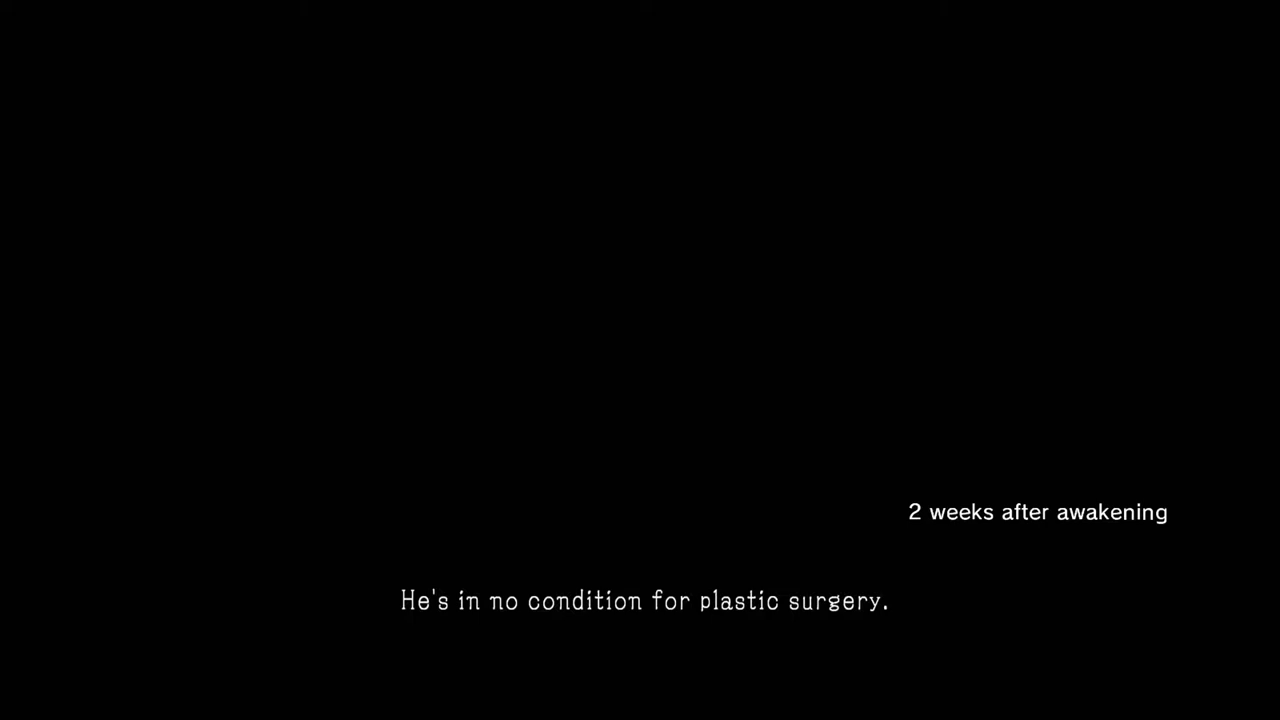 2 weeks after awakening
He's in no condition for plastic surgery.